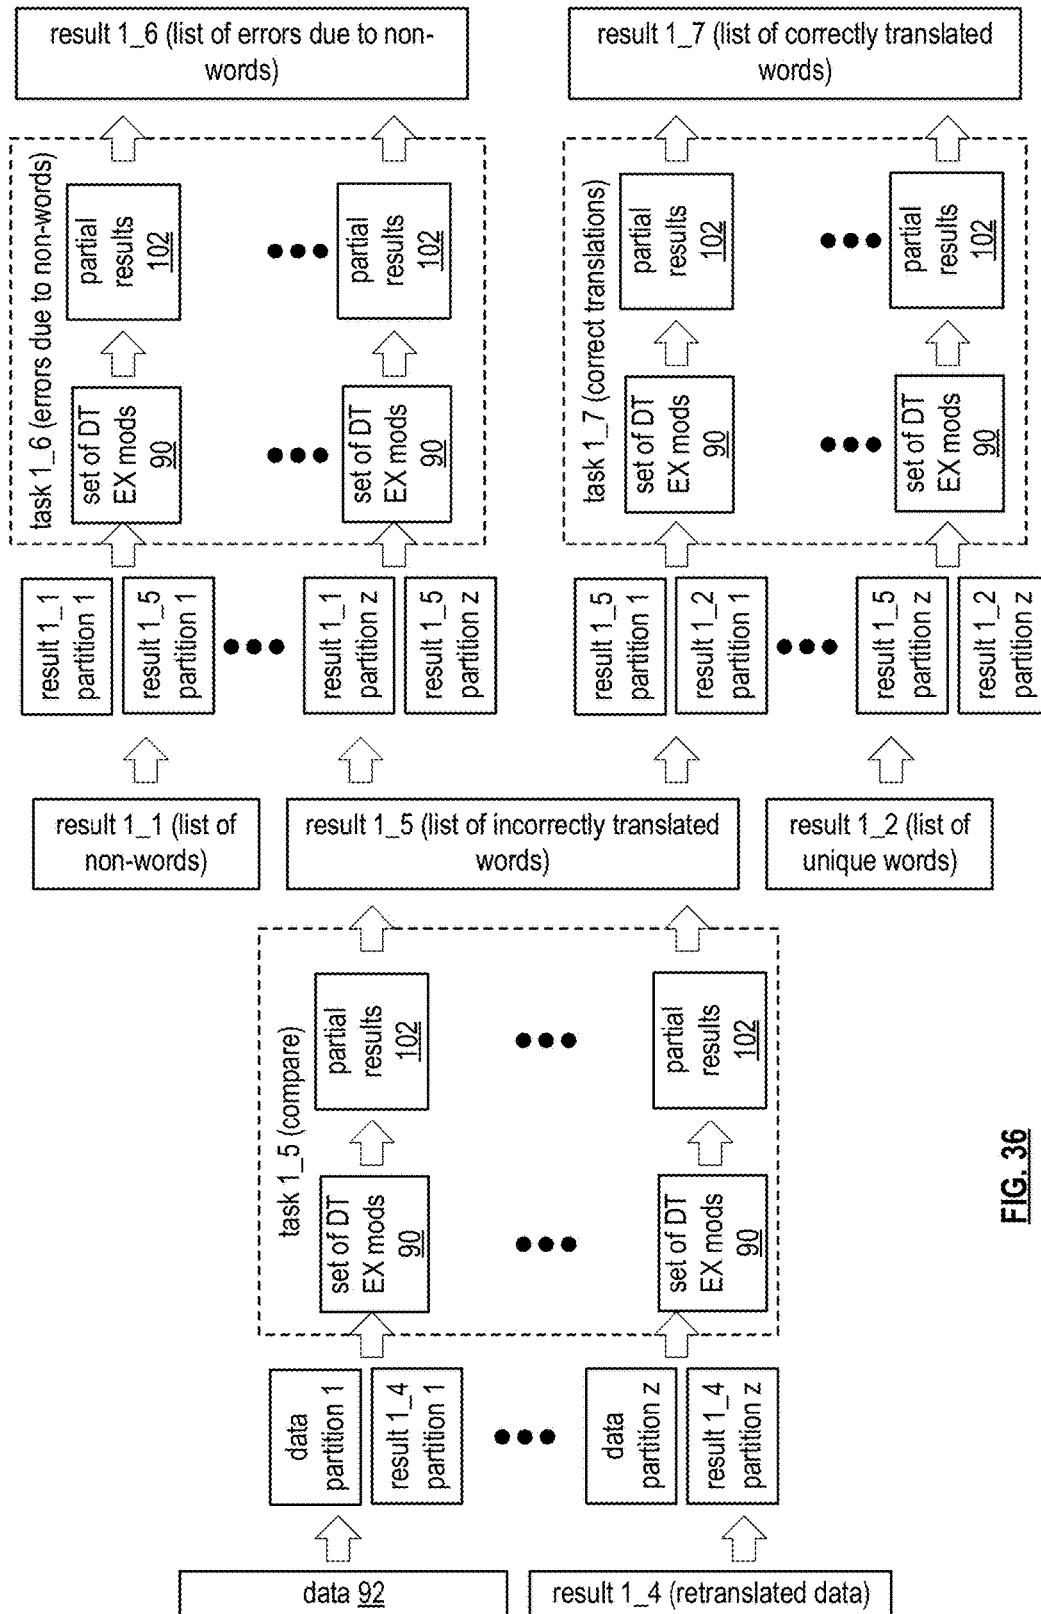 data 92
result 1_4 (retranslated data)
data
partition 1
result 1_4
partition 1
data
partition z
result 1_4
partition z
task 1_5 (compare)
set of DT
EX mods
90
partial
results
102
set of DT
EX mods
90
partial
results
102
result 1_1 (list of
non-words)
result 1_5 (list of incorrectly translated
words)
result 1_2 (list of
unique words)
result 1_1
partition 1
result 1_5
partition 1
result 1_1
partition z
result 1_5
partition z
task 1_6 (errors due to non-words)
set of DT
EX mods
90
partial
results
102
set of DT
EX mods
90
partial
results
102
result 1_6 (list of errors due to non-
words)
result 1_5
partition 1
result 1_2
partition 1
result 1_5
partition z
result 1_2
partition z
task 1_7 (correct translations)
set of DT
EX mods
90
partial
results
102
set of DT
EX mods
90
partial
results
102
result 1_7 (list of correctly translated
words)
FIG. 36